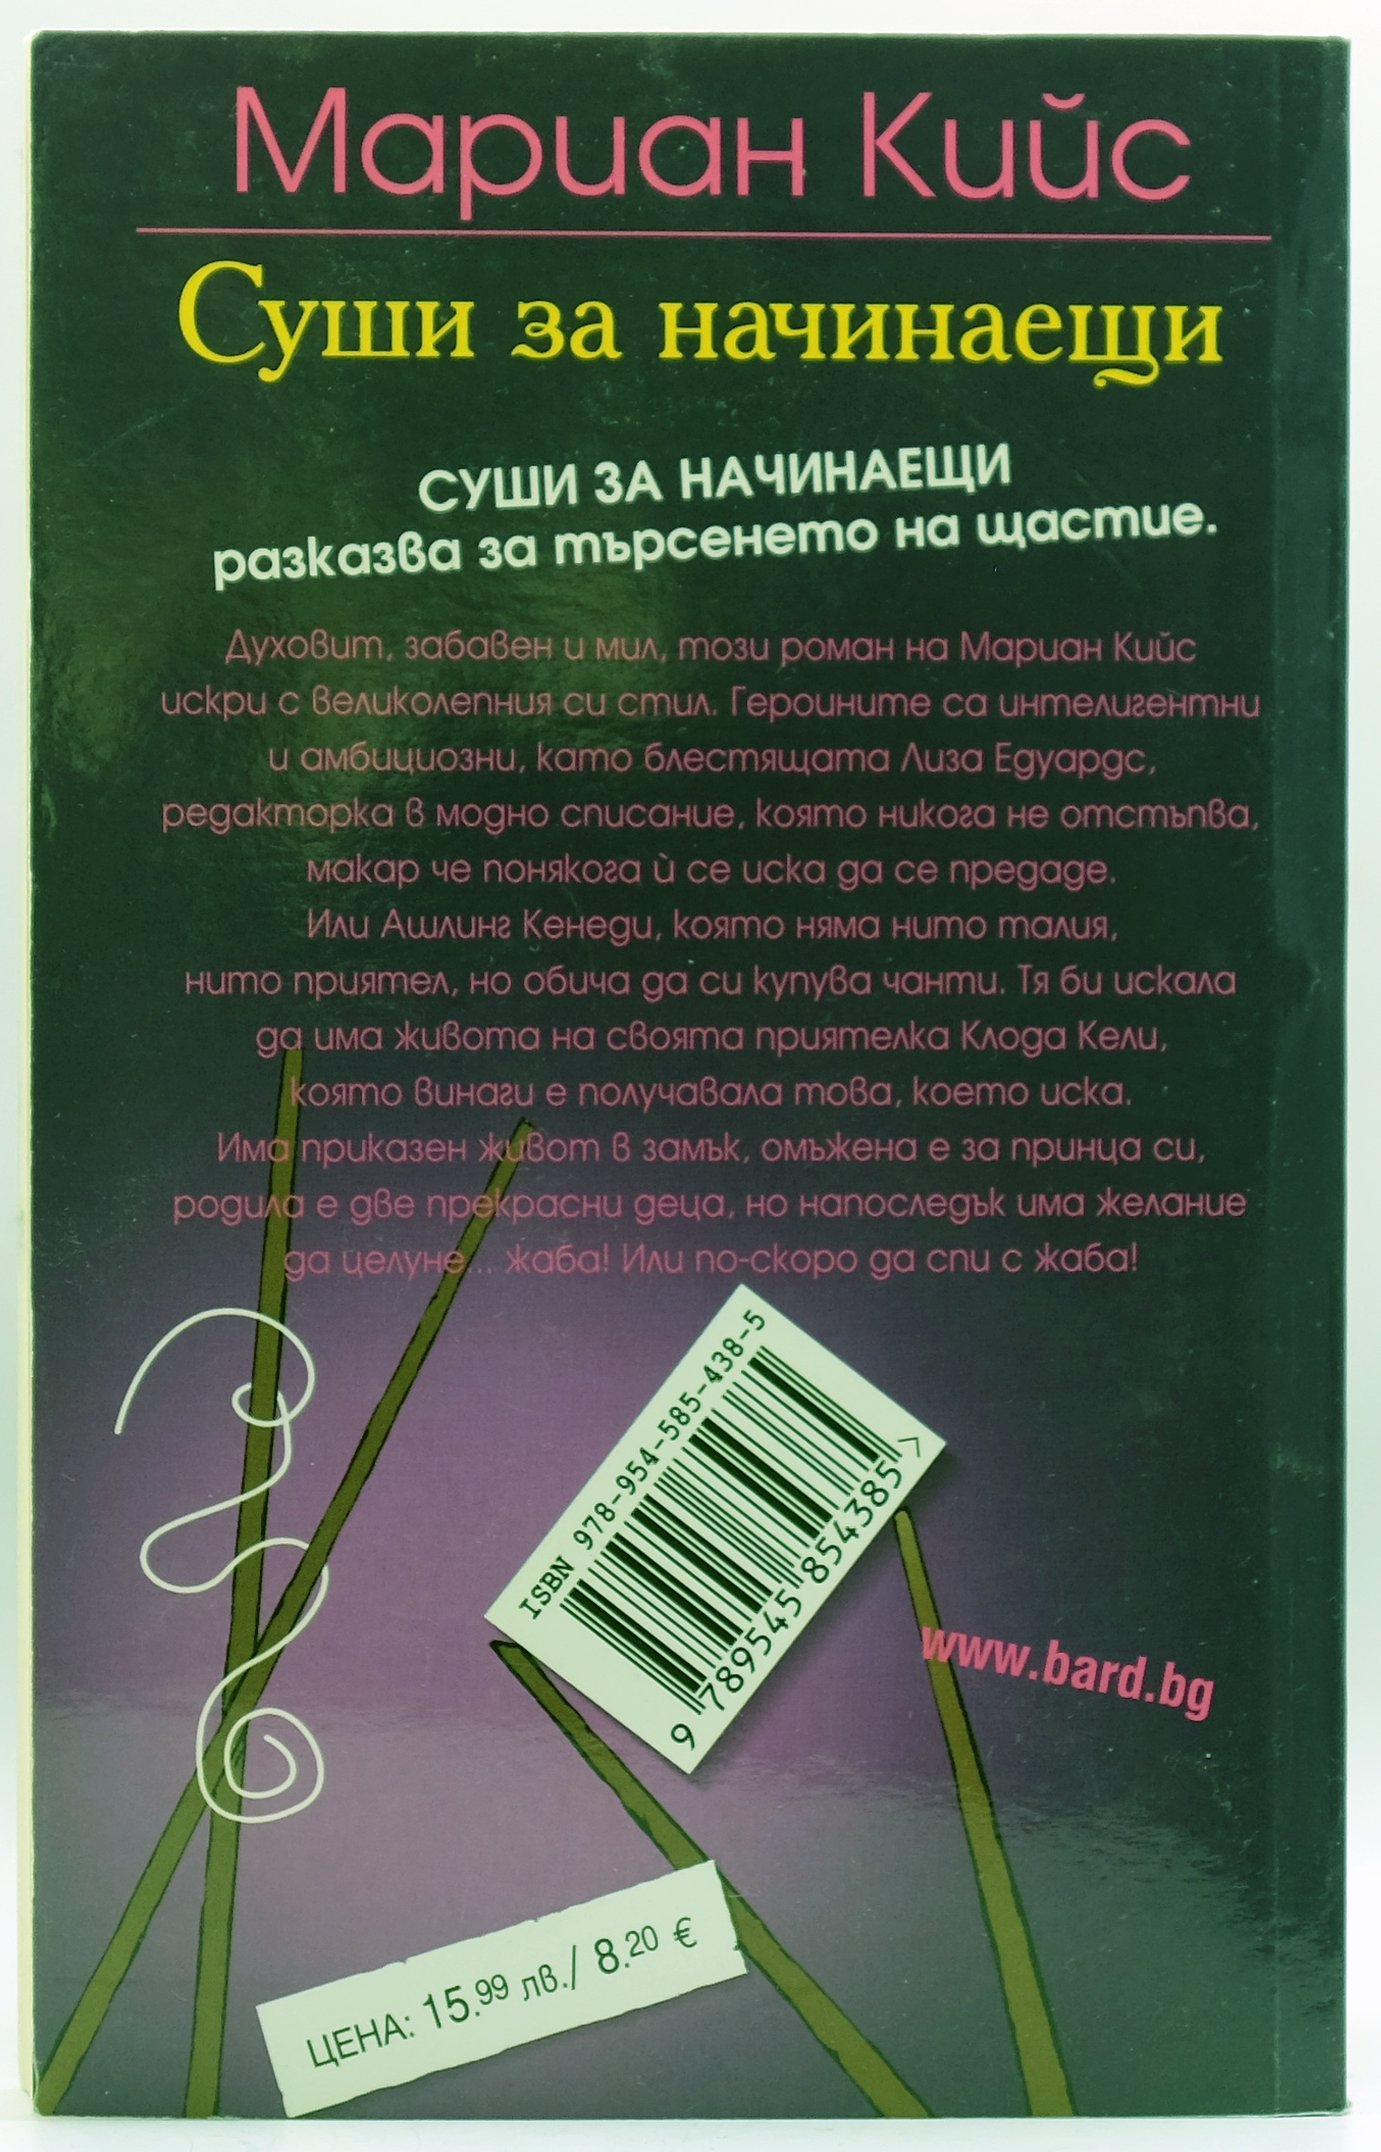 Мариан Кийс
Суши за начинаещи
СУШИ ЗА НАЧИНАЕЩИ
разказва за търсенето на щастие.
Духовит, забавен и мил, този роман на Мариан Кийс
искри с великолепния си стил. Героините са интелигентни
и амбициозни, като блестящата Лиза Едуардс,
редакторка в модно списание, която никога не отстъпва,
макар че понякога ѝ се иска да се предаде.
Или Ашлинг Кенеди, която няма нито талия,
нито приятел, но обича да си купува чанти. Тя би искала
да има живота на своята приятелка Клода Кели,
която винаги е получавала това, което иска.
Има приказен живот в замък, омъжена е за принца си,
родила е две прекрасни деца, но напоследък има желание
да целуне... жаба! Или по-скоро да спи с жаба!
ISBN 978-954-585-438-5
9 789545 854385 >
www.bard.bg
ЦЕНА: 15.99 лв./ 8.20 €